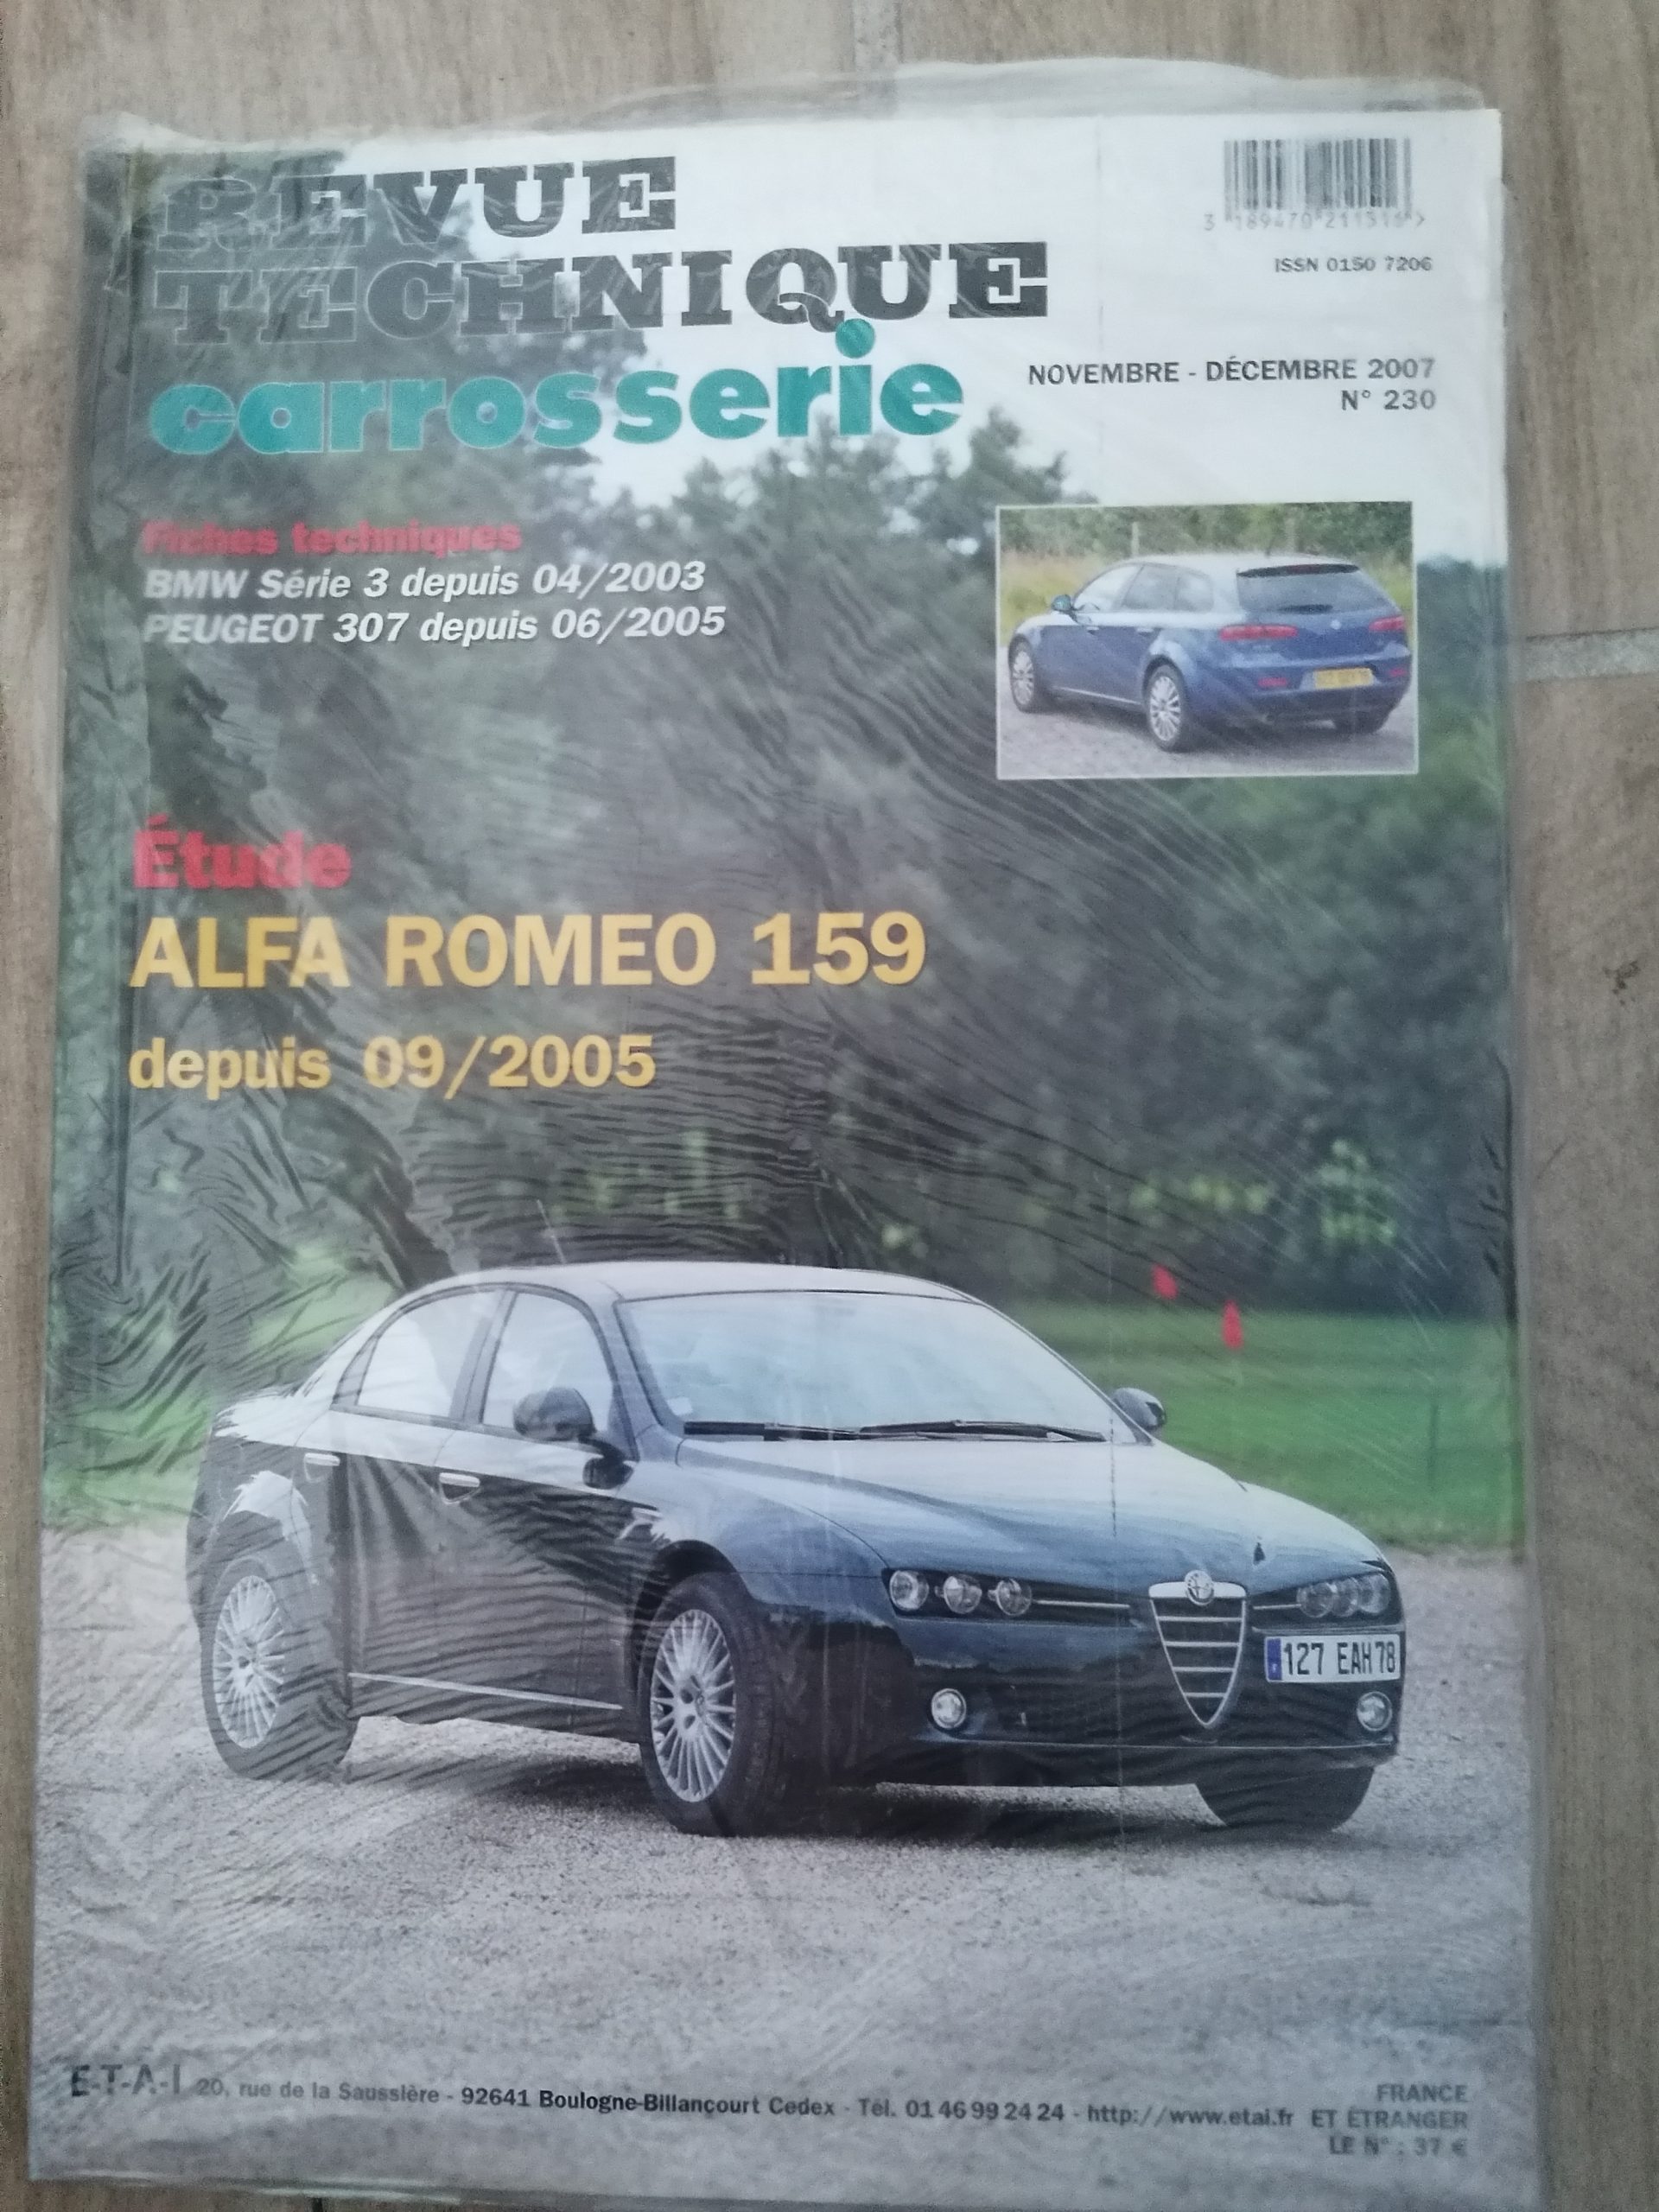 REVUE
TECHNIQUE
carrosserie
3 189470 211316 >
ISSN 0150 7206
NOVEMBRE - DÉCEMBRE 2007
N° 230
Fiches techniques
BMW Série 3 depuis 04/2003
PEUGEOT 307 depuis 06/2005
Étude
ALFA ROMEO 159
depuis 09/2005
127 EAH 78
E-T-A-I 20, rue de la Saussière - 92641 Boulogne-Billancourt Cedex - Tél. 01 46 99 24 24 - http://www.etai.fr
FRANCE
ET ÉTRANGER
LE N° : 37 €